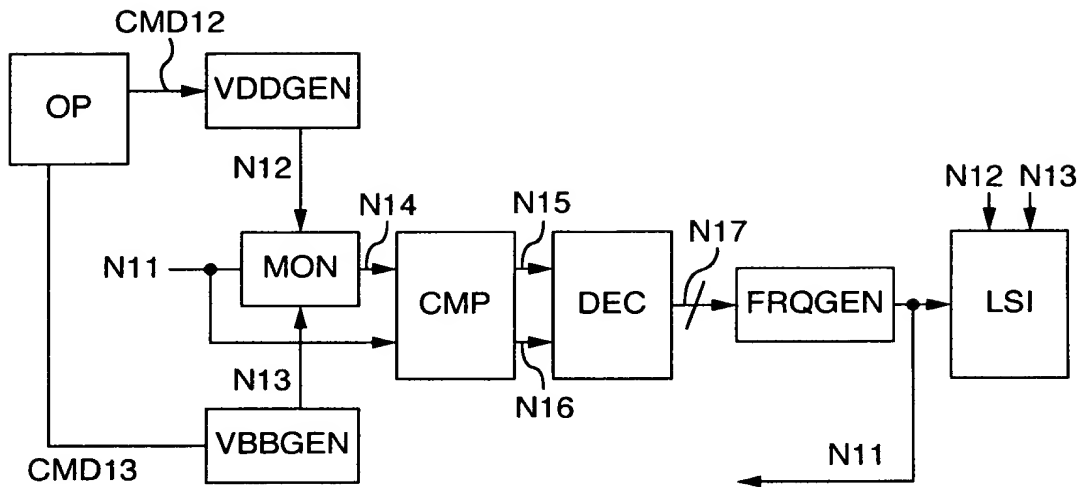 CMD12
OP
VDDGEN
N12
N14
N15
N12
N13
N17
N11
MON
CMP
DEC
FRQGEN
LSI
N13
N16
VBBGEN
CMD13
N11